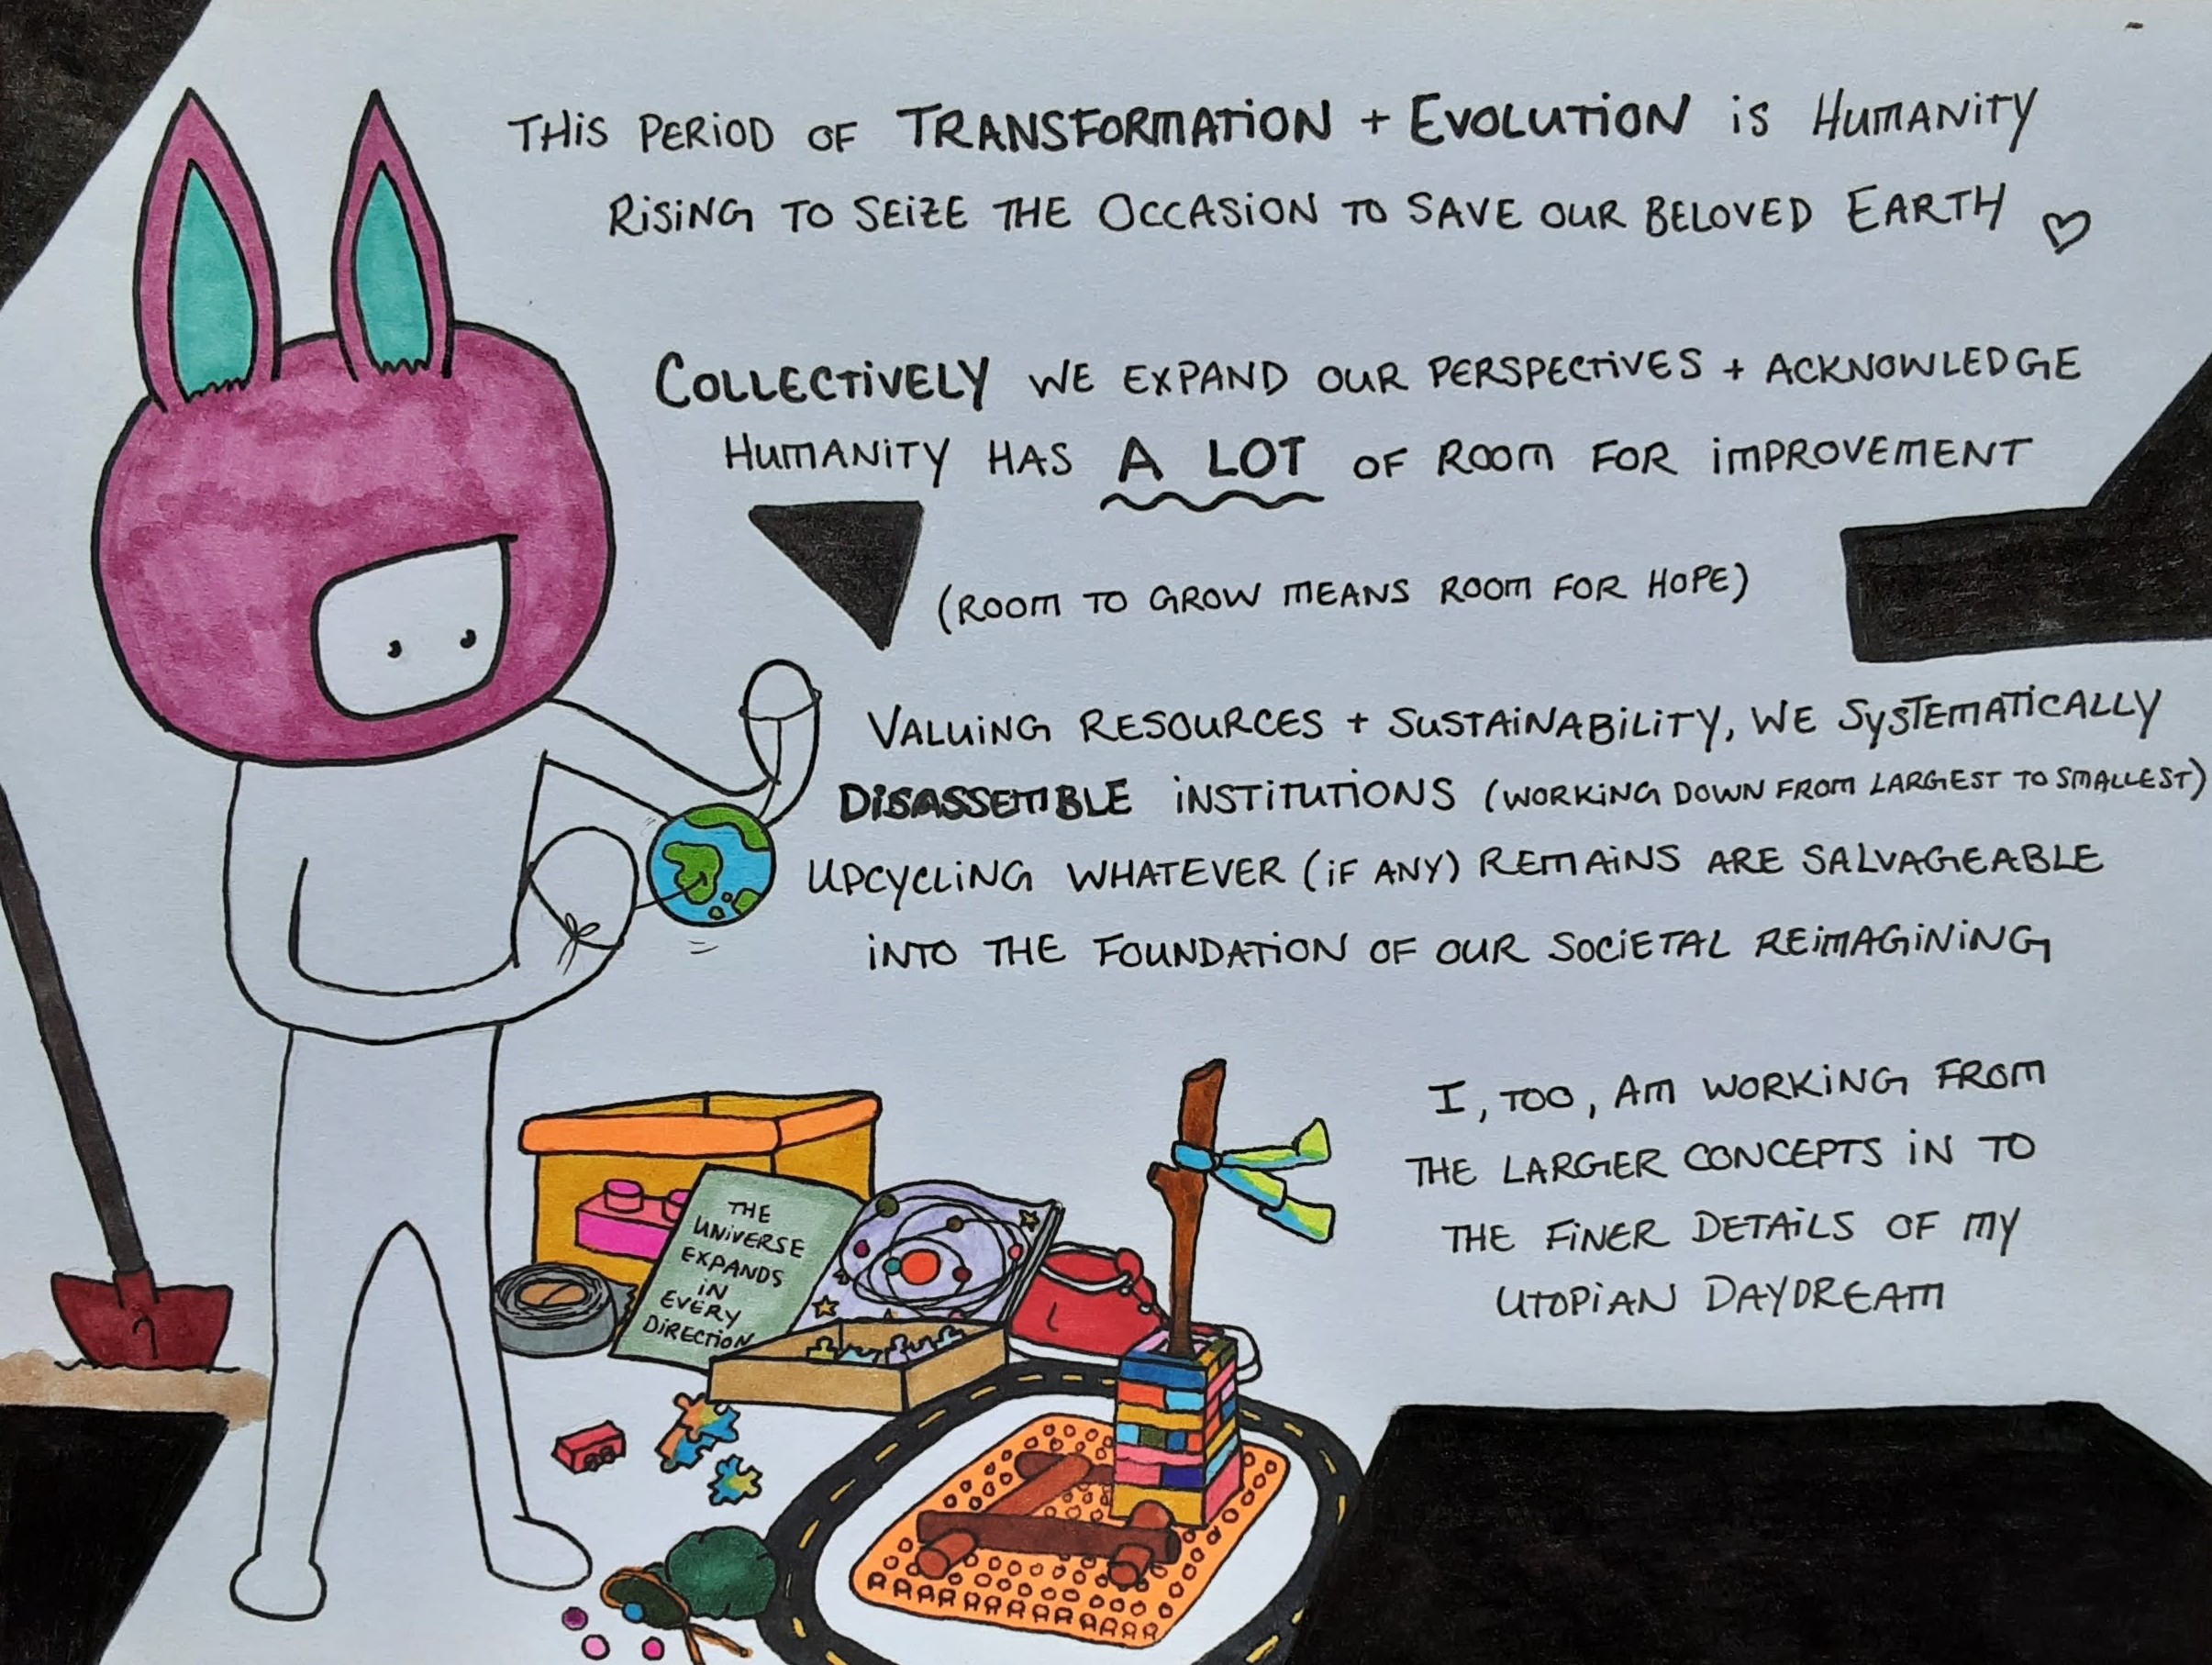 THIS PERIOD OF TRANSFORMATION + EVOLUTION IS HUMANITY
RISING TO SEIZE THE OCCASION TO SAVE OUR BELOVED EARTH ♡
COLLECTIVELY WE EXPAND OUR PERSPECTIVES + ACKNOWLEDGE
HUMANITY HAS A LOT OF ROOM FOR IMPROVEMENT
(ROOM TO GROW MEANS ROOM FOR HOPE)
VALUING RESOURCES + SUSTAINABILITY, WE SYSTEMATICALLY
DISASSEMBLE INSTITUTIONS (WORKING DOWN FROM LARGEST TO SMALLEST)
UPCYCLING WHATEVER (IF ANY) REMAINS ARE SALVAGEABLE
INTO THE FOUNDATION OF OUR SOCIETAL REIMAGINING
I, TOO, AM WORKING FROM
THE LARGER CONCEPTS IN TO
THE FINER DETAILS OF MY
UTOPIAN DAYDREAM
THE
UNIVERSE
EXPANDS
IN
EVERY
DIRECTION